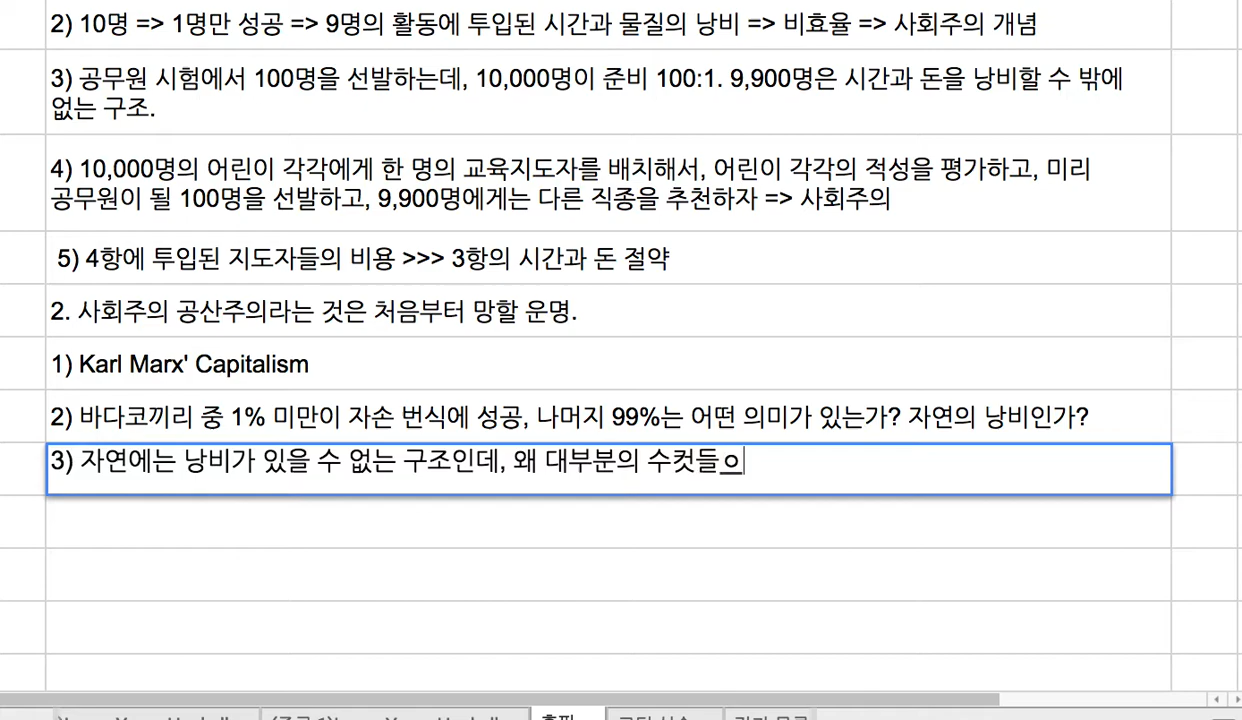 2) 10명 => 1명만 성공 => 9명의 활동에 투입된 시간과 물질의 낭비 => 비효율 => 사회주의 개념
3) 공무원 시험에서 100명을 선발하는데, 10,000명이 준비 100:1. 9,900명은 시간과 돈을 낭비할 수 밖에
없는 구조.
4) 10,000명의 어린이 각각에게 한 명의 교육지도자를 배치해서, 어린이 각각의 적성을 평가하고, 미리
공무원이 될 100명을 선발하고, 9,900명에게는 다른 직종을 추천하자 => 사회주의
5) 4항에 투입된 지도자들의 비용 >>> 3항의 시간과 돈 절약
2. 사회주의 공산주의라는 것은 처음부터 망할 운명.
1) Karl Marx' Capitalism
2) 바다코끼리 중 1% 미만이 자손 번식에 성공, 나머지 99%는 어떤 의미가 있는가? 자연의 낭비인가?
3) 자연에는 낭비가 있을 수 없는 구조인데, 왜 대부분의 수컷들ㅇ